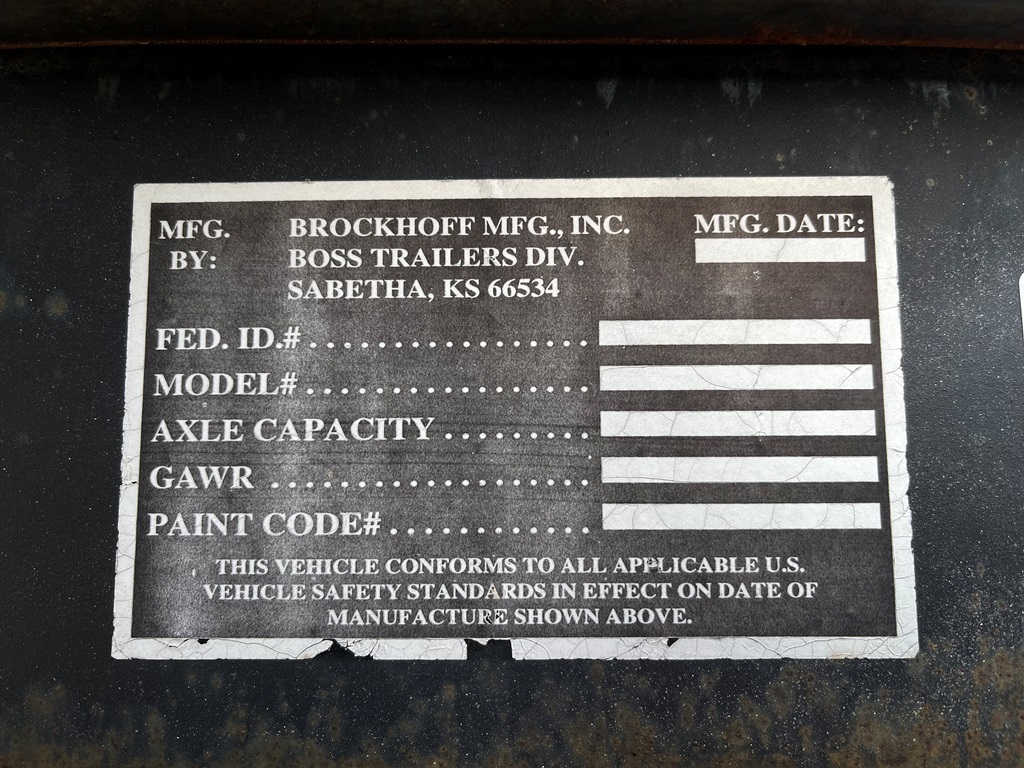 MFG. BROCKHOFF MFG., INC. MFG. DATE:
BY: BOSS TRAILERS DIV.
SABETHA, KS 66534
FED. ID.# . . . . . . . . . . . . . . . . . .
MODEL# . . . . . . . . . . . . . . . . . .
AXLE CAPACITY . . . . . . . . .
GAWR . . . . . . . . . . . . . . . . . . . .
PAINT CODE# . . . . . . . . . . . . .
THIS VEHICLE CONFORMS TO ALL APPLICABLE U.S.
VEHICLE SAFETY STANDARDS IN EFFECT ON DATE OF
MANUFACTURE SHOWN ABOVE.